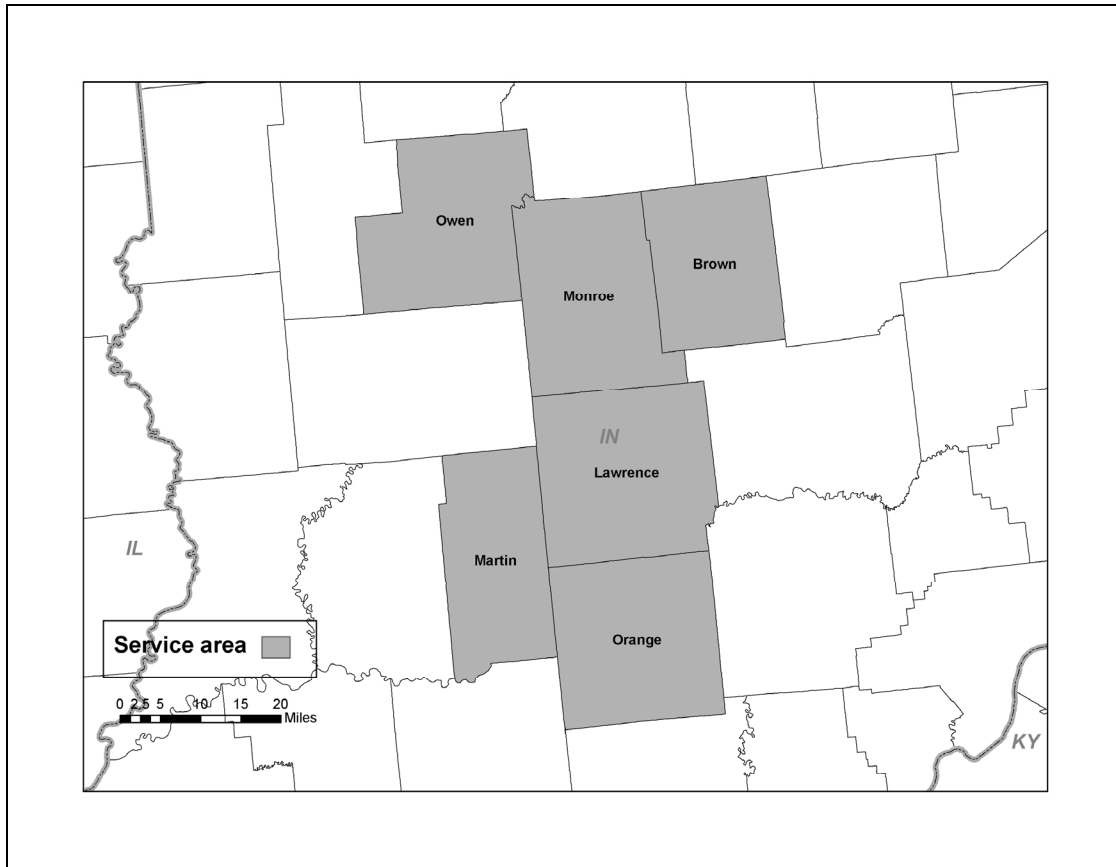 Owen
Brown
Monroe
IN
Lawrence
IL
Martin
Service area
Orange
0 2.5 5 10 15 20
Miles
KY